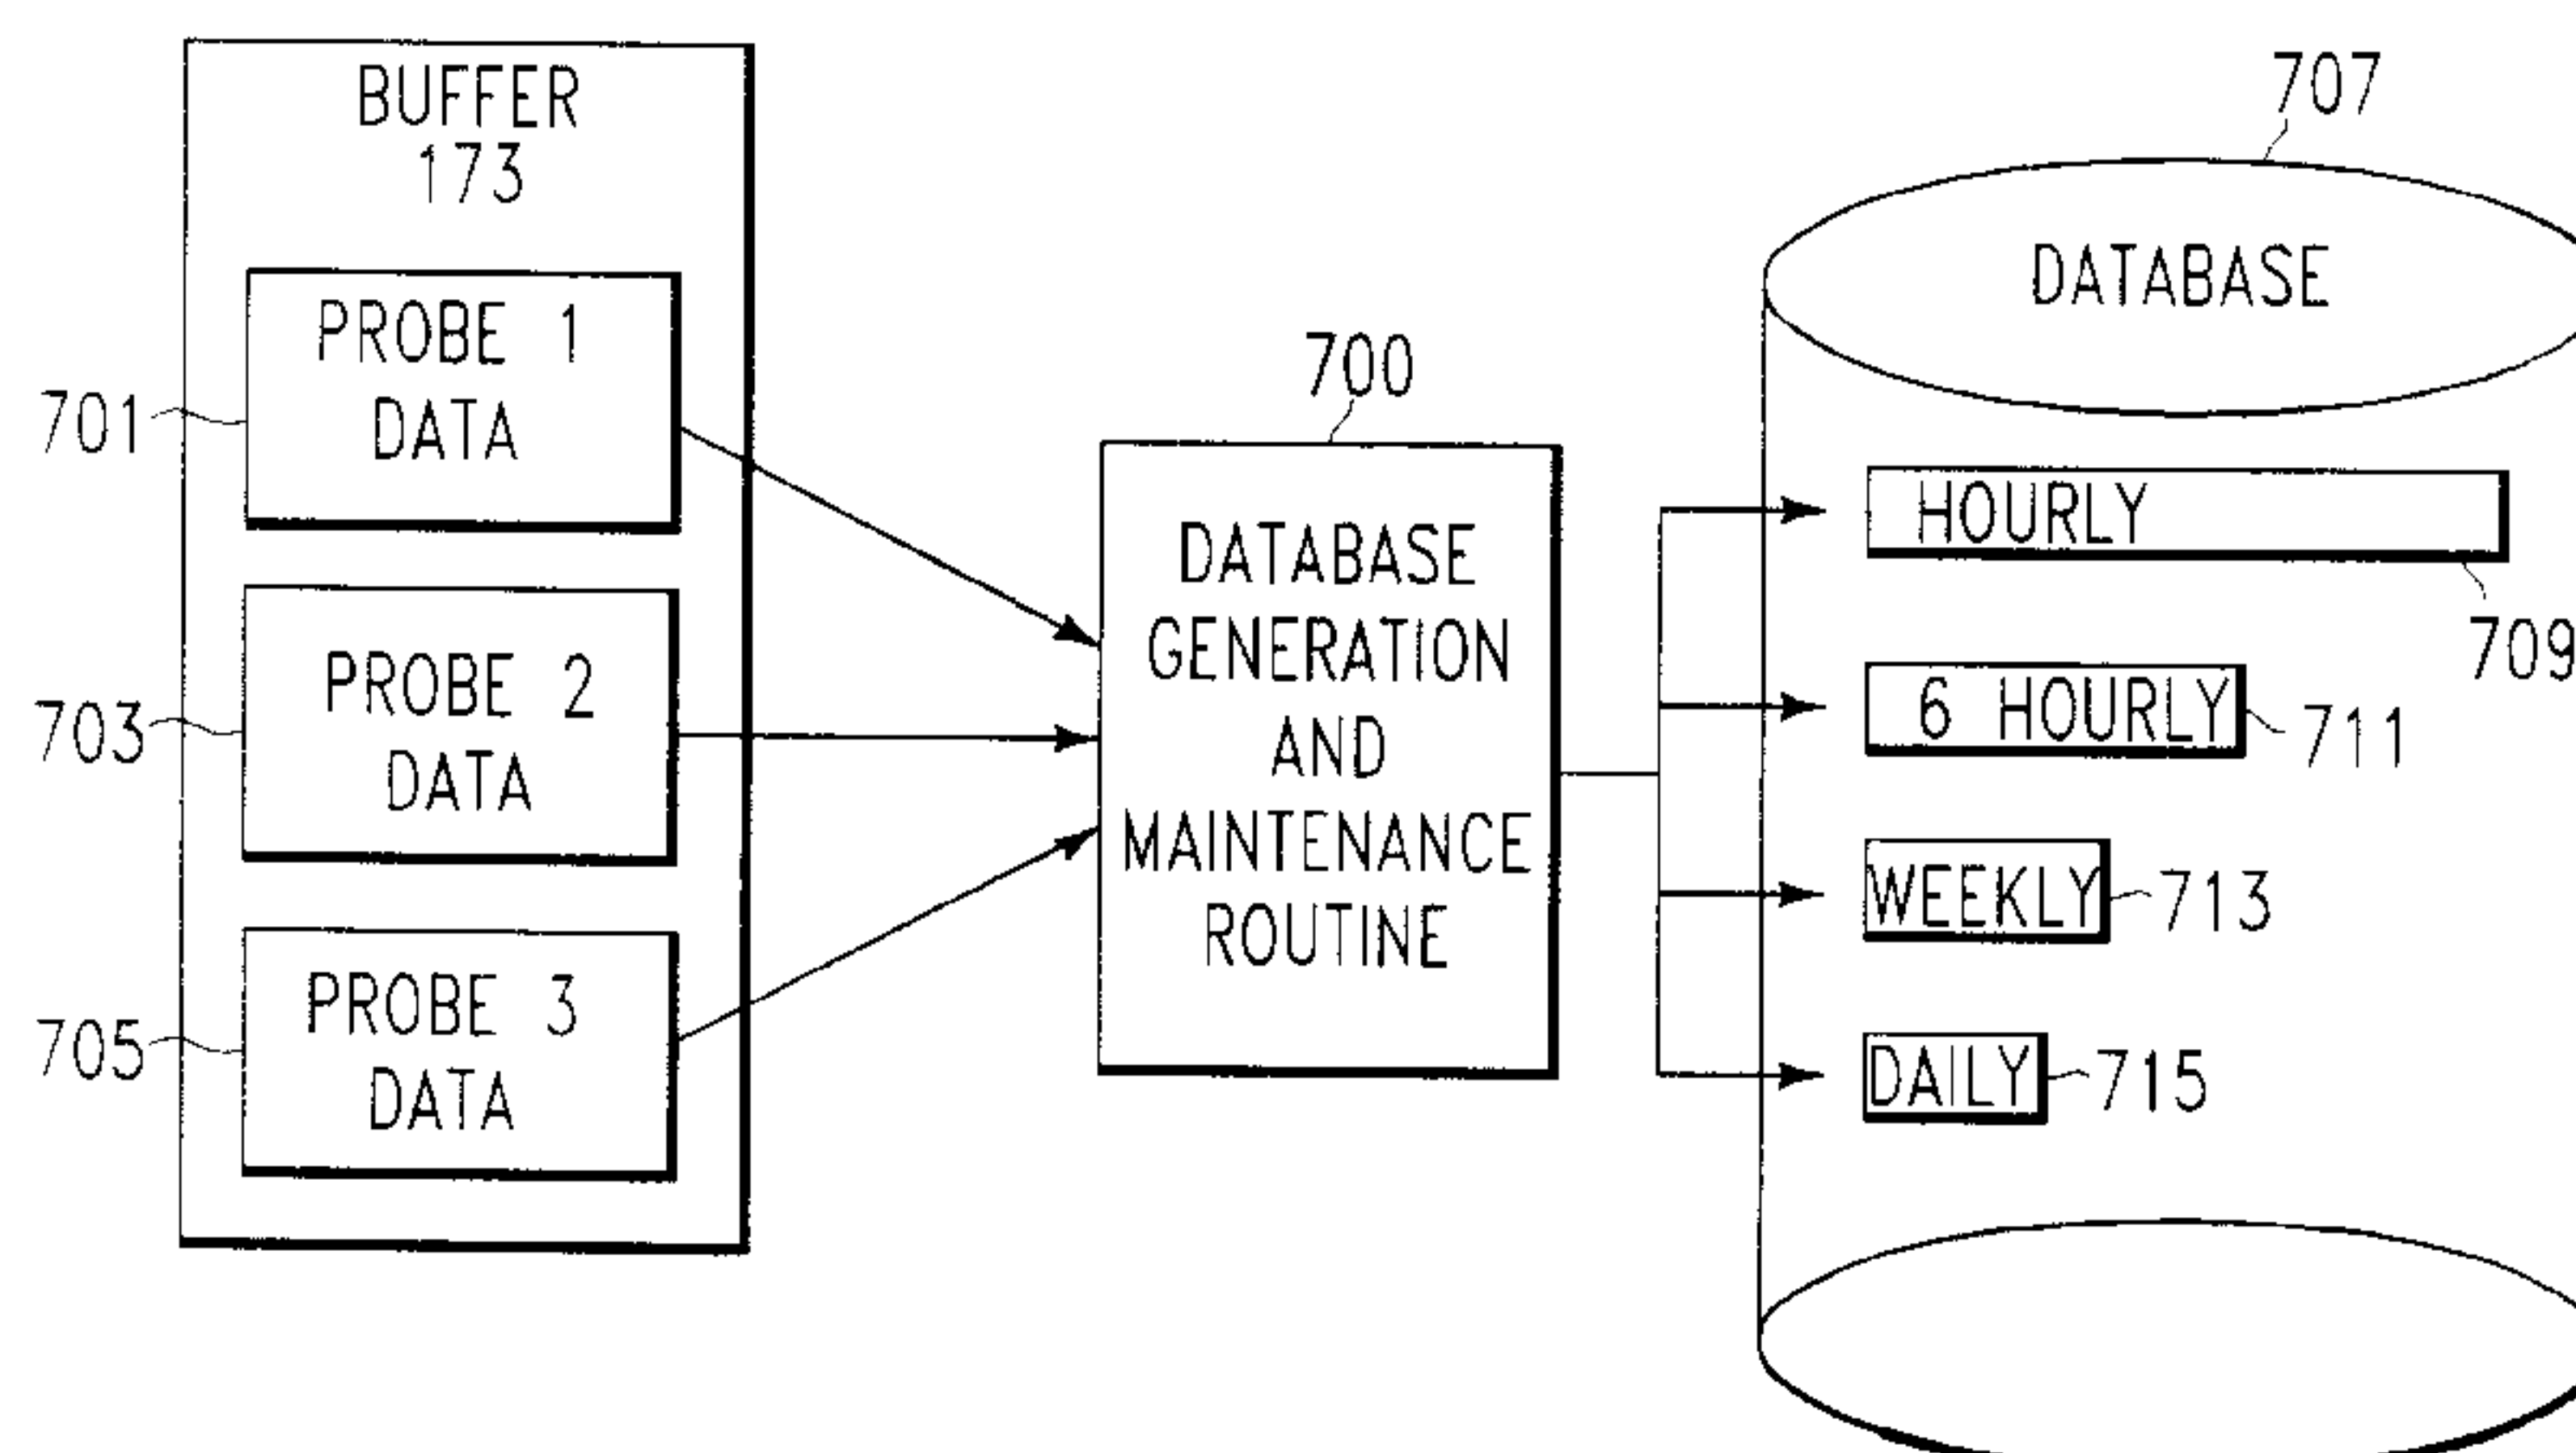 BUFFER
173
PROBE 1
DATA
701
PROBE 2
DATA
703
PROBE 3
DATA
705
700
DATABASE
GENERATION
AND
MAINTENANCE
ROUTINE
707
DATABASE
HOURLY
709
6 HOURLY
711
WEEKLY
713
DAILY
715